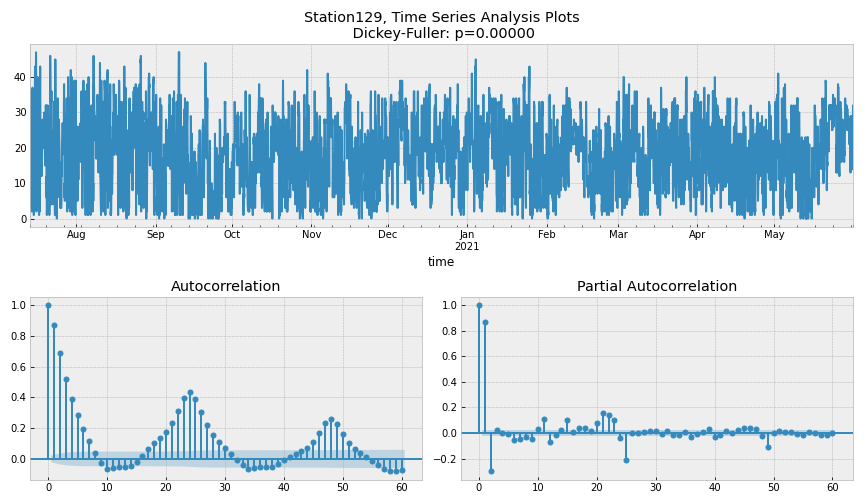 Station129, Time Series Analysis Plots
Dickey-Fuller: p=0.00000
40
30
20
10
0
Aug Sep Oct Nov Dec Jan Feb Mar Apr May
2021
time
Autocorrelation
1.0
0.8
0.6
0.4
0.2
0.0
0 10 20 30 40 50 60
Partial Autocorrelation
1.0
0.8
0.6
0.4
0.2
0.0
−0.2
0 10 20 30 40 50 60